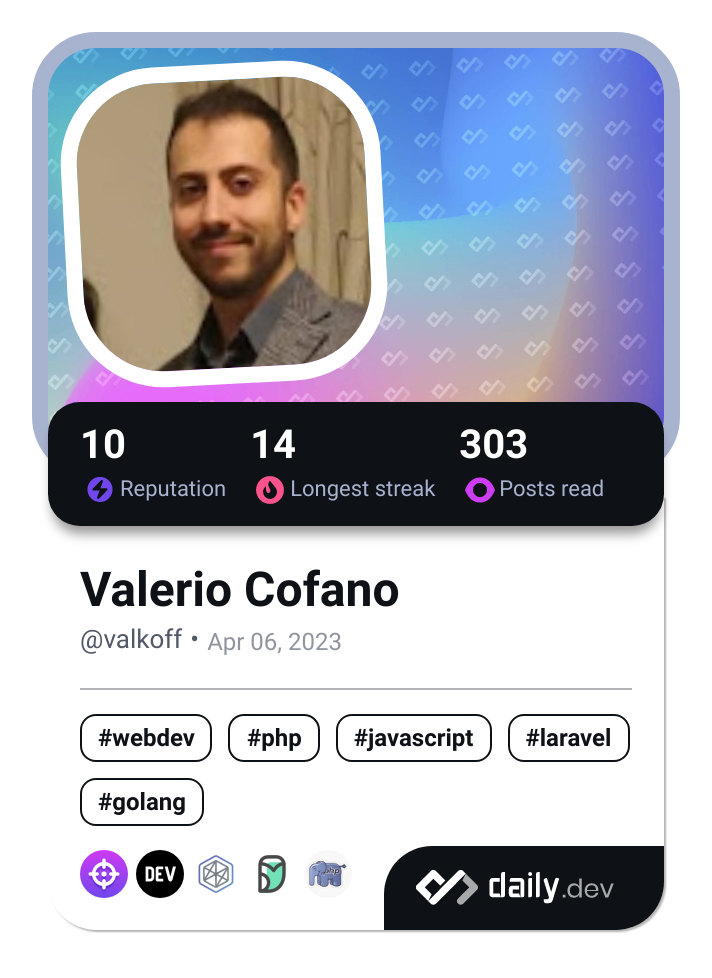 10 14 303
Reputation Longest streak Posts read
Valerio Cofano
@valkoff • Apr 06, 2023
#webdev #php #javascript #laravel
#golang
DEV php daily.dev